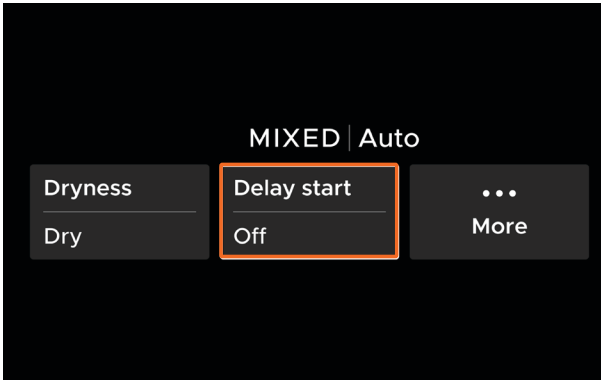 MIXED | Auto
Dryness
Dry
Delay start
Off
•••
More